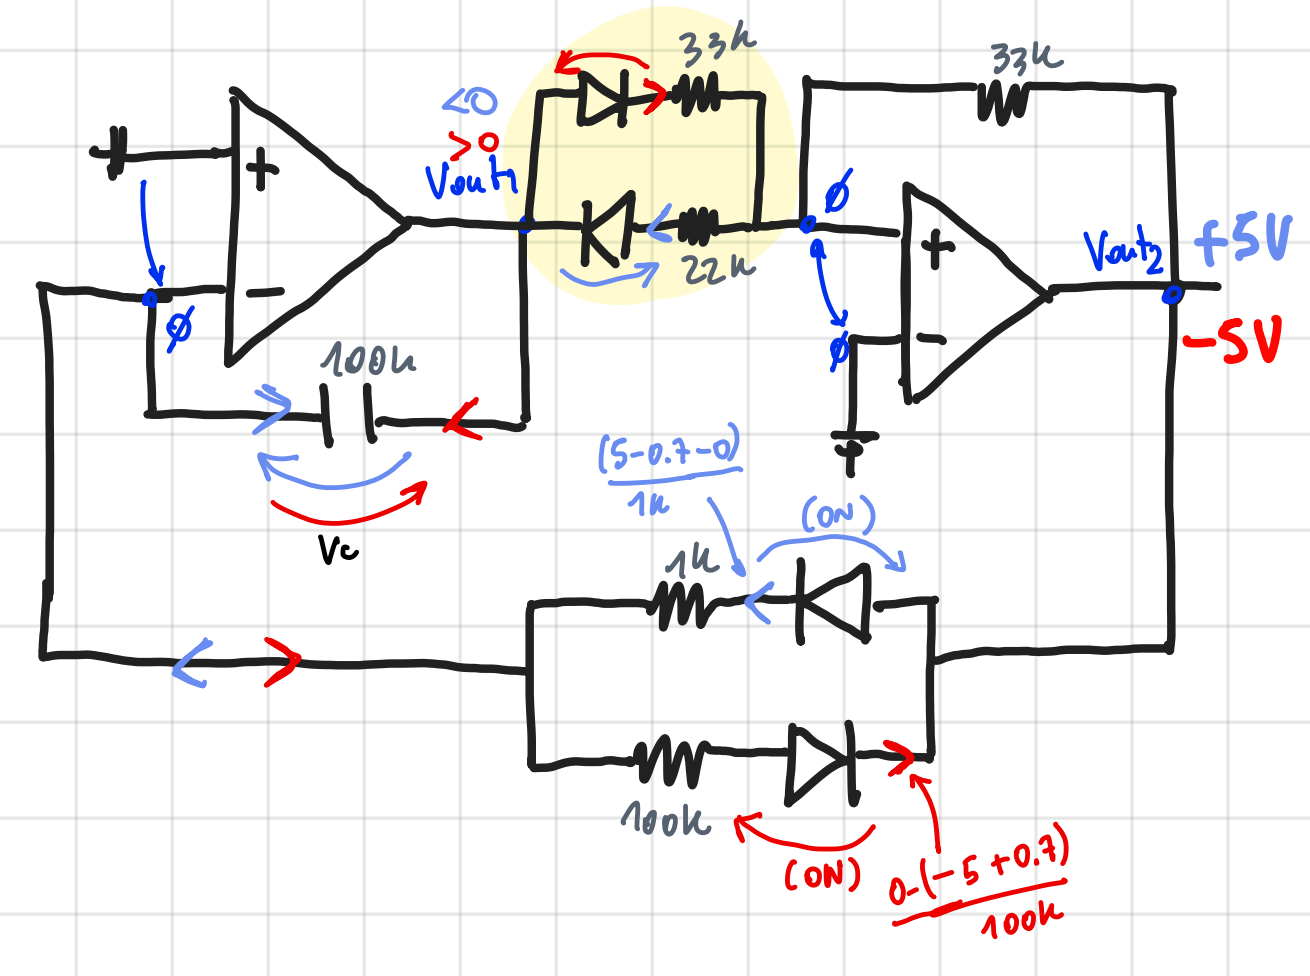 33k
33k
<0
>0
Vout1
+
22k
Ø
+
Vout2
+5V
-5V
−
Ø
Ø
−
100k
Vc
(5-0.7-0)
1k
(ON)
1k
100k
(ON)
0-(-5+0.7)
100k